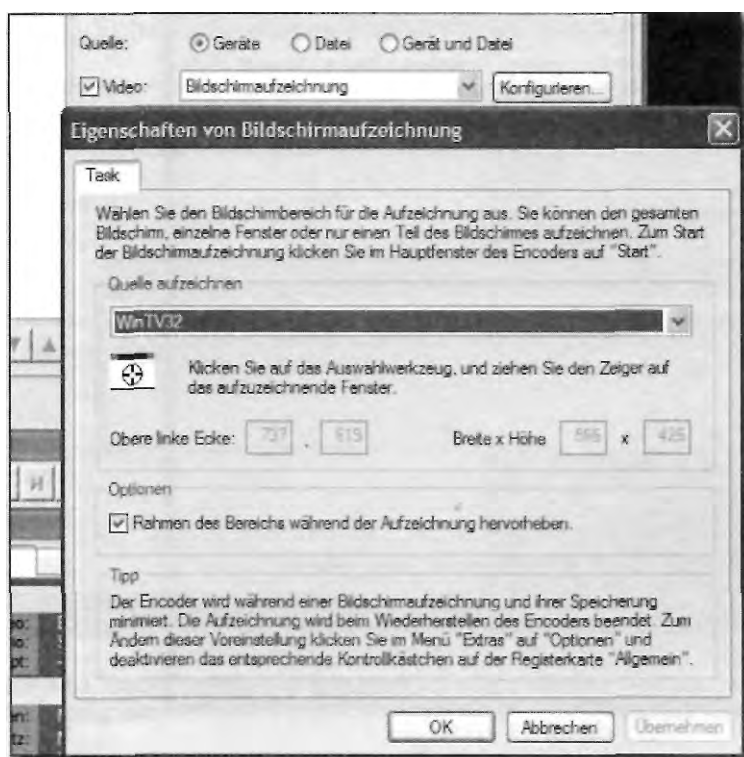 Quelle: Geräte Datei Gerät und Datei
Video: Bildschirmaufzeichnung Konfigurieren...
Eigenschaften von Bildschirmaufzeichnung
Task
Wählen Sie den Bildschirmbereich für die Aufzeichnung aus. Sie können den gesamten
Bildschirm, einzelne Fenster oder nur einen Teil des Bildschirmes aufzeichnen. Zum Start
der Bildschirmaufzeichnung klicken Sie im Hauptfenster des Encoders auf "Start".
Quelle aufzeichnen
WinTV32
Klicken Sie auf das Auswahlwerkzeug, und ziehen Sie den Zeiger auf
das aufzuzeichnende Fenster.
Obere linke Ecke: , Breite x Höhe x
Optionen
Rahmen des Bereichs während der Aufzeichnung hervorheben.
Tipp
Der Encoder wird während einer Bildschirmaufzeichnung und ihrer Speicherung
minimiert. Die Aufzeichnung wird beim Wiederherstellen des Encoders beendet. Zum
Ändern dieser Voreinstellung klicken Sie im Menü "Extras" auf "Optionen" und
deaktivieren das entsprechende Kontrollkästchen auf der Registerkarte "Allgemein".
OK Abbrechen Übernehmen